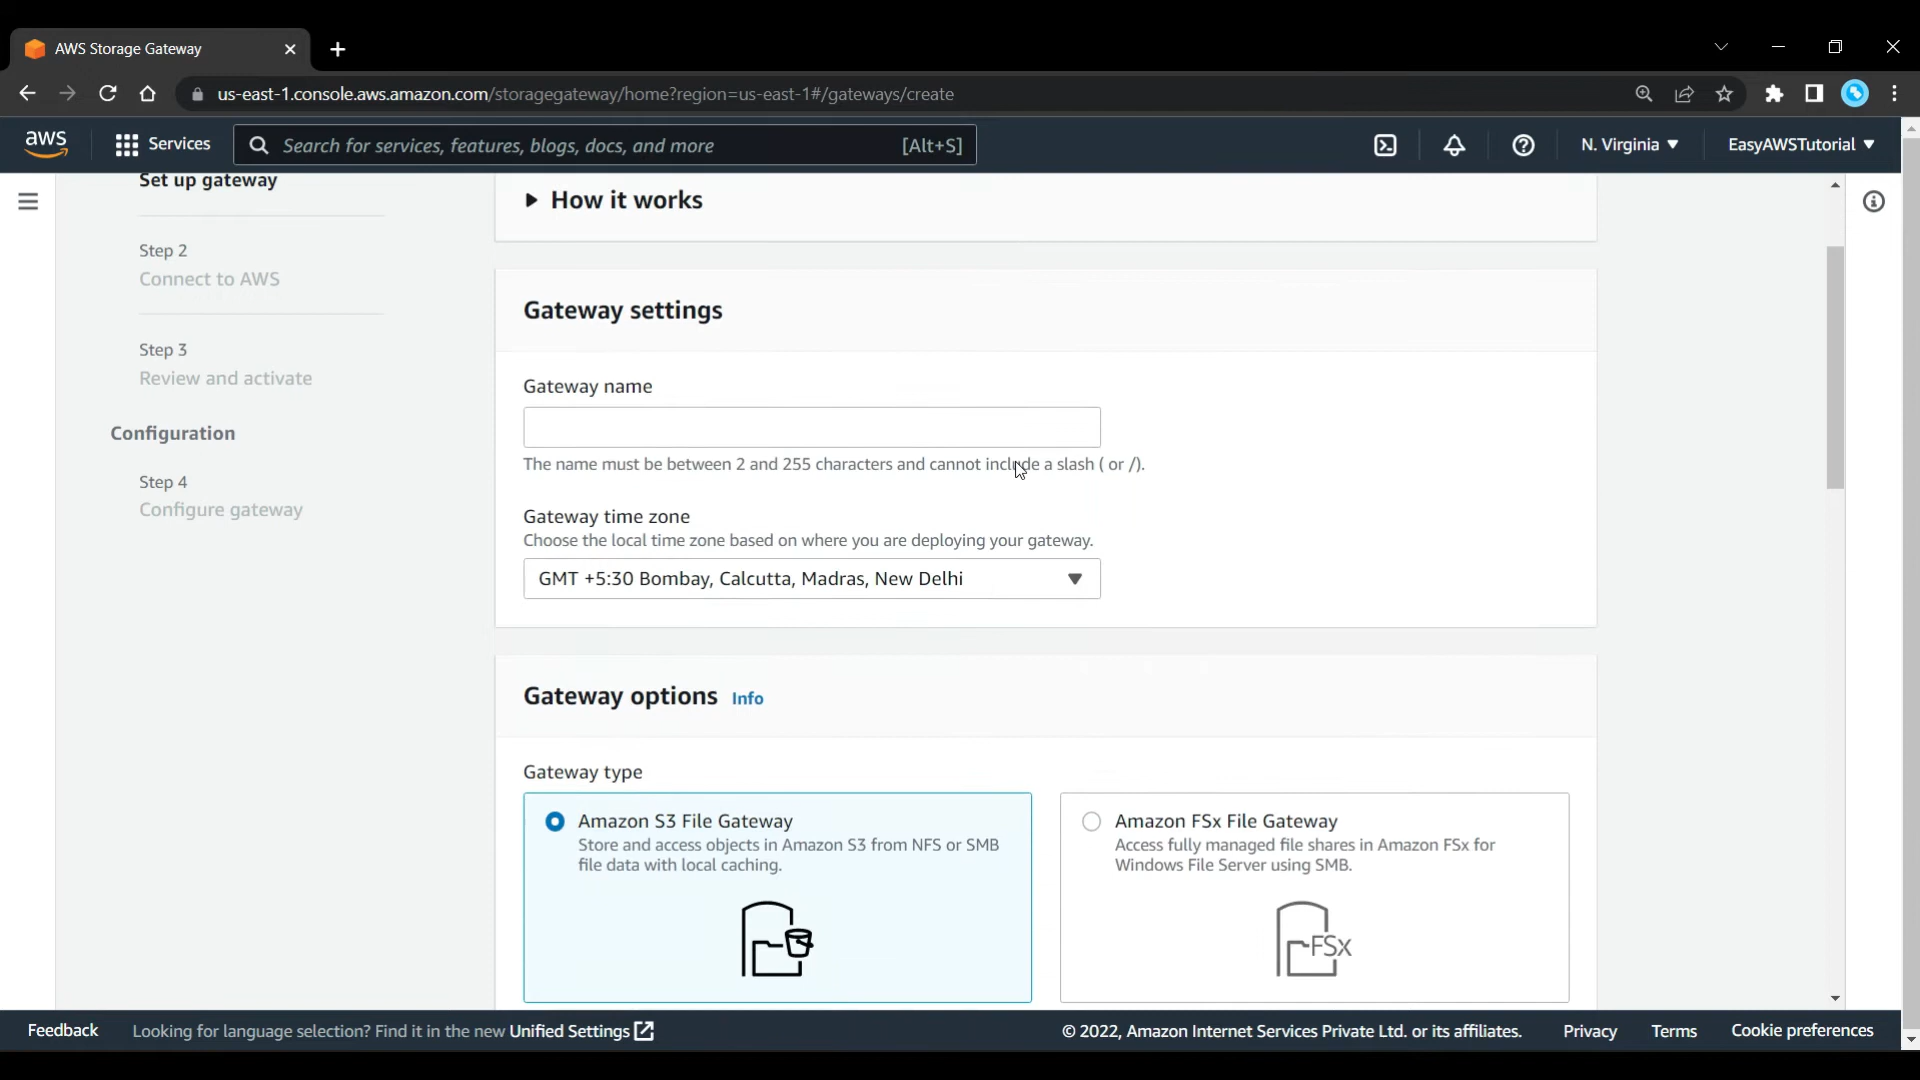 AWS Storage Gateway
us-east-1.console.aws.amazon.com/storagegateway/home?region=us-east-1#/gateways/create
aws
Services
Search for services, features, blogs, docs, and more
[Alt+S]
N. Virginia
EasyAWSTutorial
Set up gateway
Step 2
Connect to AWS
Step 3
Review and activate
Configuration
Step 4
Configure gateway
How it works
Gateway settings
Gateway name
The name must be between 2 and 255 characters and cannot include a slash ( or /).
Gateway time zone
Choose the local time zone based on where you are deploying your gateway.
GMT +5:30 Bombay, Calcutta, Madras, New Delhi
Gateway options Info
Gateway type
Amazon S3 File Gateway
Store and access objects in Amazon S3 from NFS or SMB
file data with local caching.
Amazon FSx File Gateway
Access fully managed file shares in Amazon FSx for
Windows File Server using SMB.
FSx
Feedback
Looking for language selection? Find it in the new Unified Settings
© 2022, Amazon Internet Services Private Ltd. or its affiliates.
Privacy
Terms
Cookie preferences